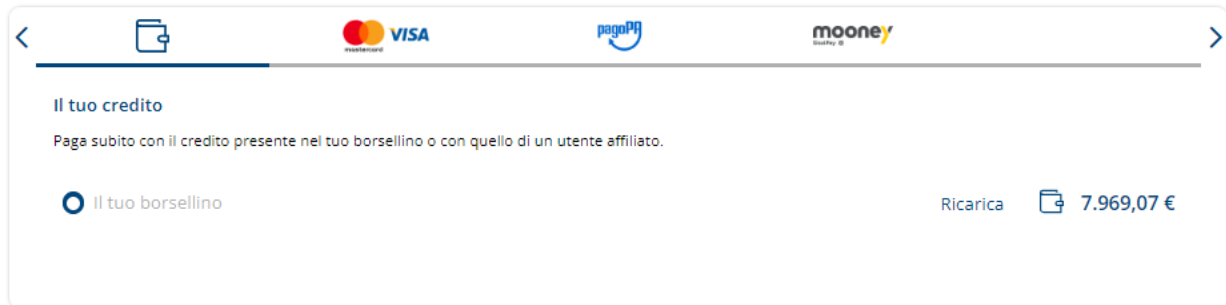 mastercard
VISA
pagoPA
mooney
Il tuo credito
Paga subito con il credito presente nel tuo borsellino o con quello di un utente affiliato.
Il tuo borsellino
Ricarica
7.969,07 €